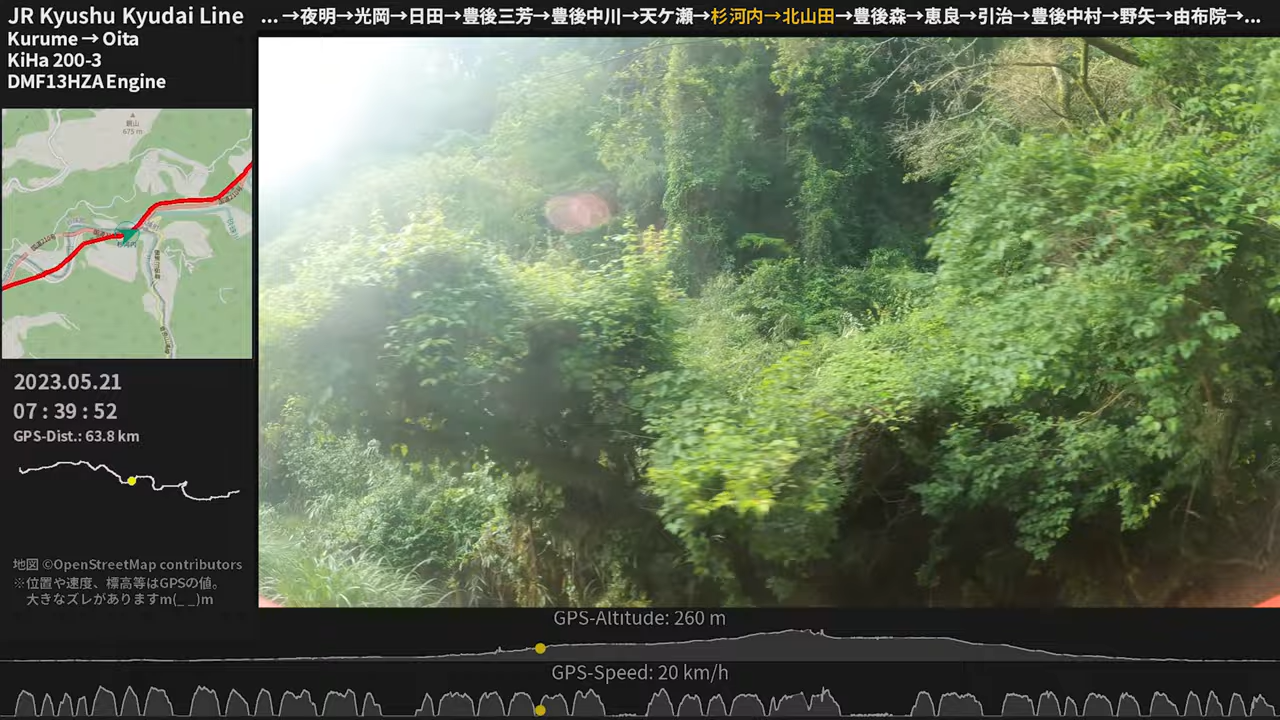 JR Kyushu Kyudai Line
Kurume → Oita
KiHa 200-3
DMF13HZA Engine
... →夜明→光岡→日田→豊後三芳→豊後中川→天ケ瀬→杉河内→北山田→豊後森→恵良→引治→豊後中村→野矢→由布院→...
675 m
2023.05.21
07 : 39 : 52
GPS-Dist.: 63.8 km
地図 ©OpenStreetMap contributors
※位置や速度、標高等はGPSの値。
大きなズレがありますm(_ _)m
GPS-Altitude: 260 m
GPS-Speed: 20 km/h